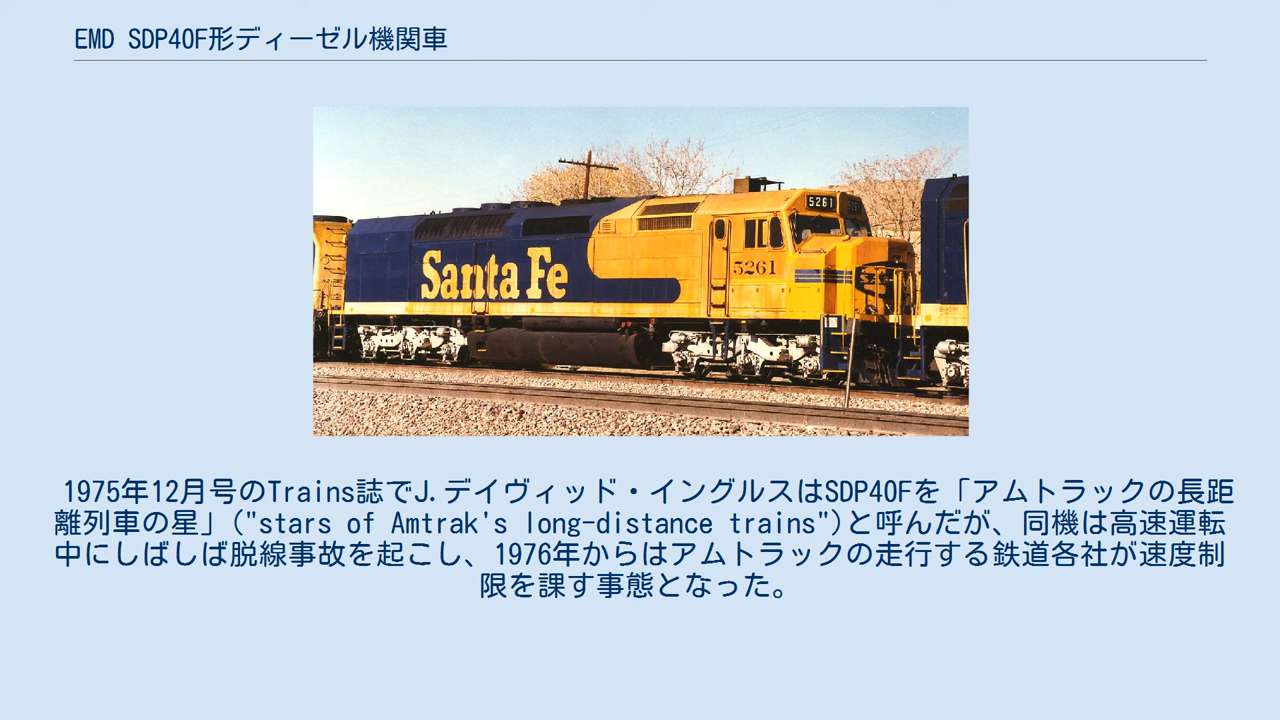 EMD SDP40F形ディーゼル機関車
5261
Santa Fe
5261
1975年12月号のTrains誌でJ.デイヴィッド・イングルスはSDP40Fを「アムトラックの長距
離列車の星」("stars of Amtrak's long-distance trains")と呼んだが、同機は高速運転
中にしばしば脱線事故を起こし、1976年からはアムトラックの走行する鉄道各社が速度制
限を課す事態となった。